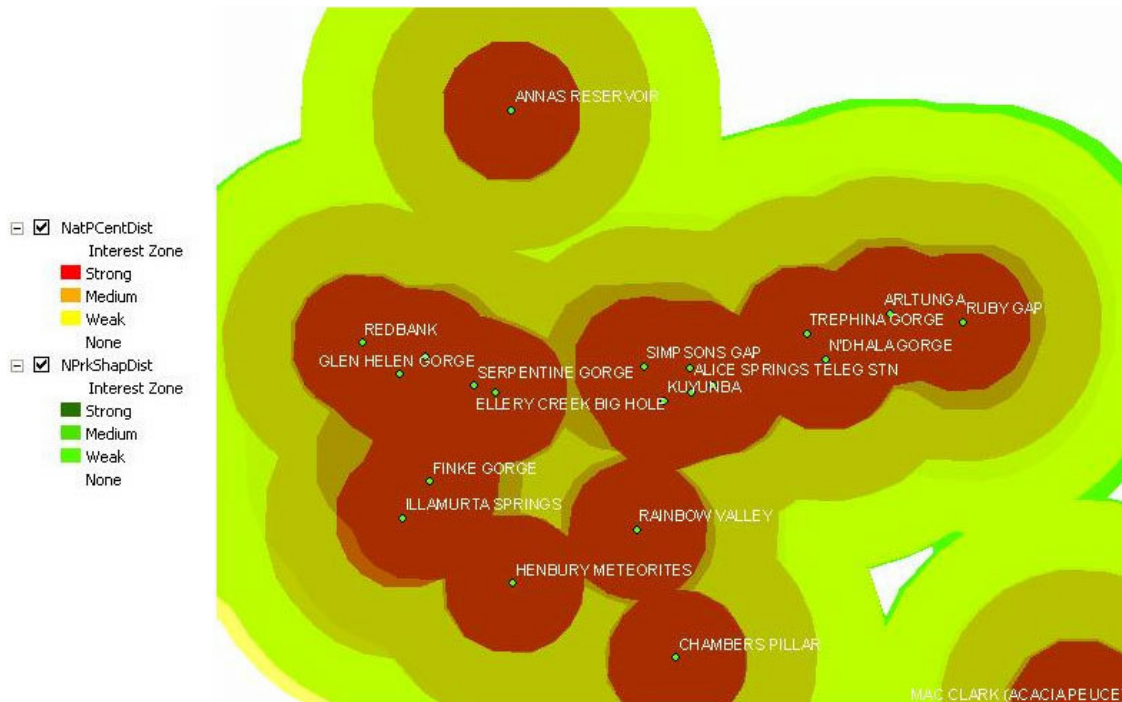 NatPCentDist
Interest Zone
Strong
Medium
Weak
None
NPrkShapDist
Interest Zone
Strong
Medium
Weak
None
ANNAS RESERVOIR
ARLTUNGA
RUBY GAP
TREPHINA GORGE
REDBANK
N'DHALA GORGE
SIMPSONS GAP
GLEN HELEN GORGE
ALICE SPRINGS TELEG STN
SERPENTINE GORGE
KUYUNBA
ELLERY CREEK BIG HOLE
FINKE GORGE
ILLAMURTA SPRINGS
RAINBOW VALLEY
HENBURY METEORITES
CHAMBERS PILLAR
MAC CLARK (ACACIA PEUCE)